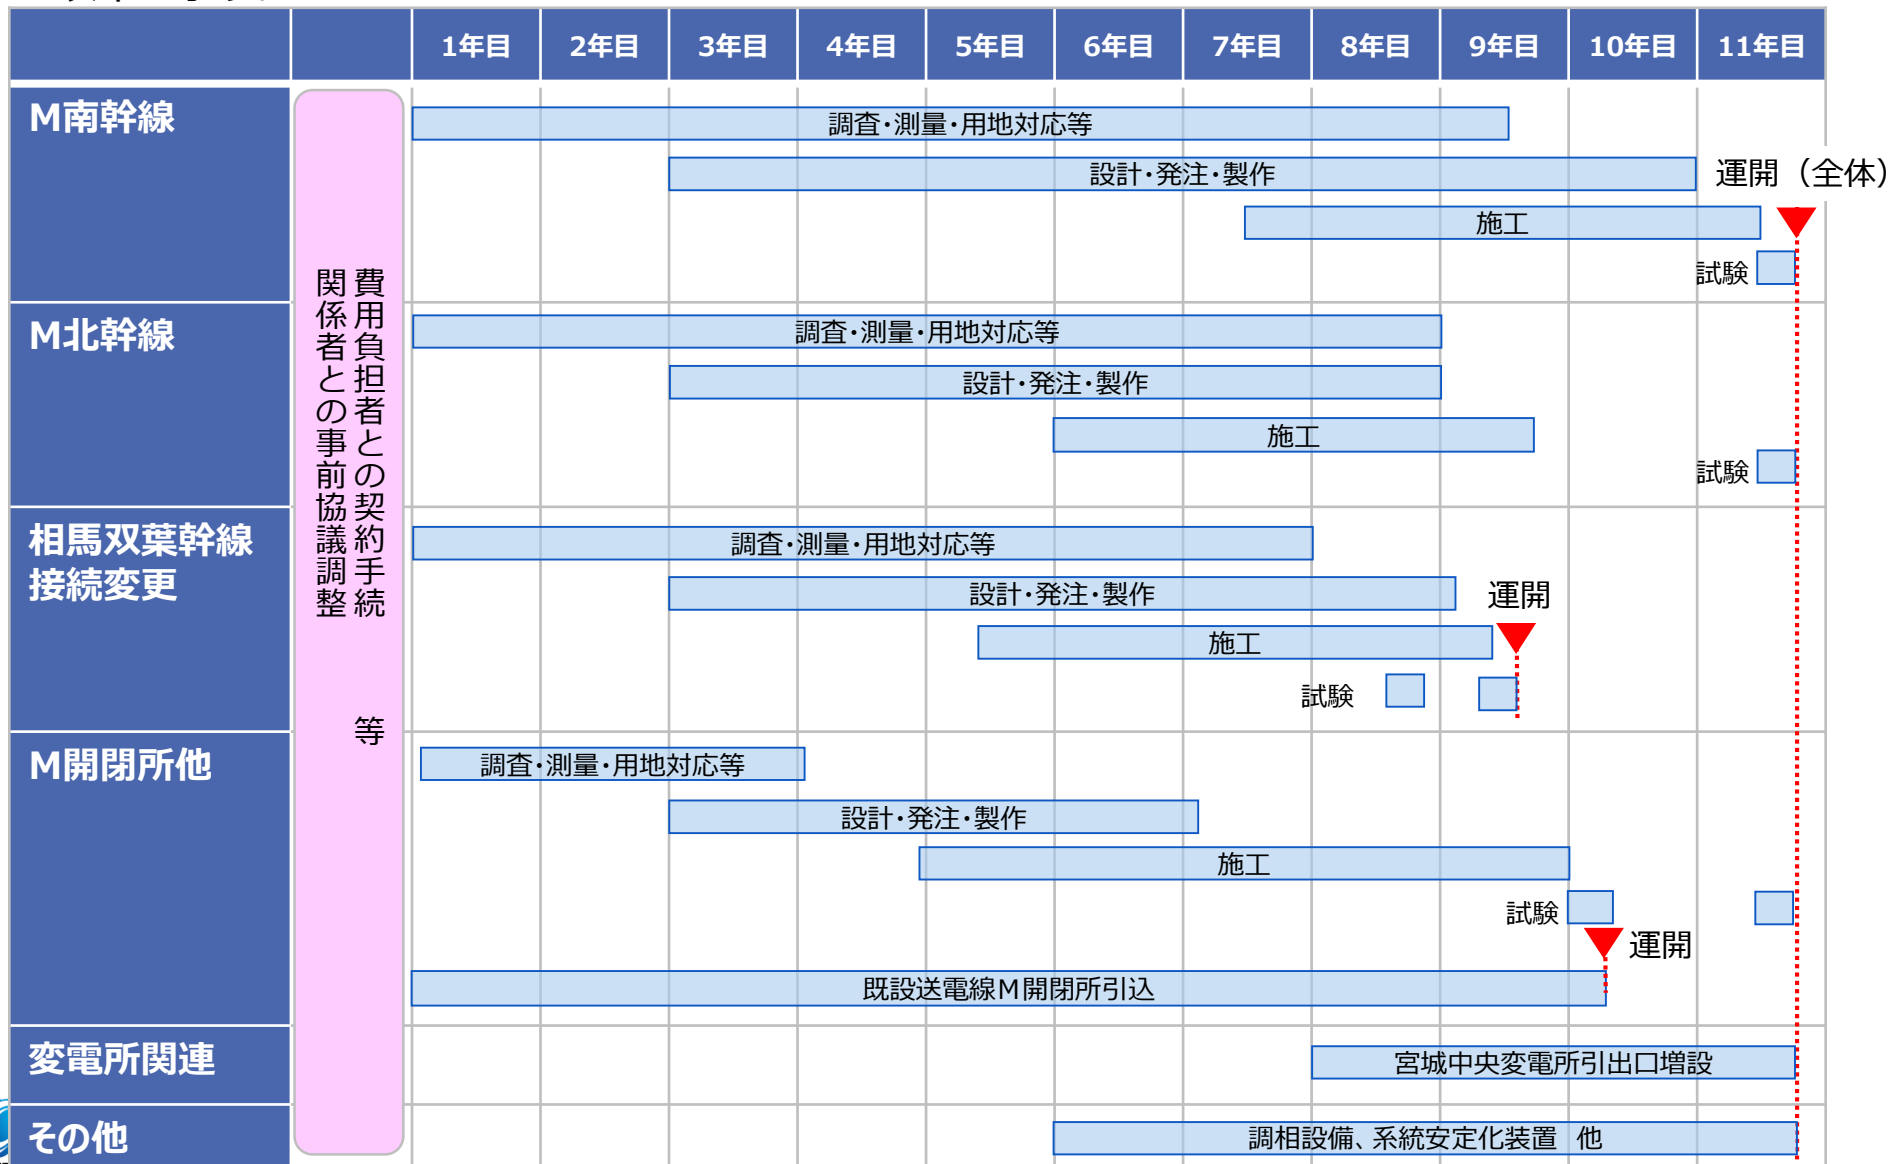 1年目 2年目 3年目 4年目 5年目 6年目 7年目 8年目 9年目 10年目 11年目
費用負担者との契約手続 等
関係者との事前協議調整
M南幹線
調査・測量・用地対応等
設計・発注・製作
運開（全体）
施工
試験
M北幹線
調査・測量・用地対応等
設計・発注・製作
施工
試験
相馬双葉幹線
接続変更
調査・測量・用地対応等
設計・発注・製作
運開
施工
試験
M開閉所他
調査・測量・用地対応等
設計・発注・製作
施工
試験
運開
既設送電線M開閉所引込
変電所関連
宮城中央変電所引出口増設
その他
調相設備、系統安定化装置 他